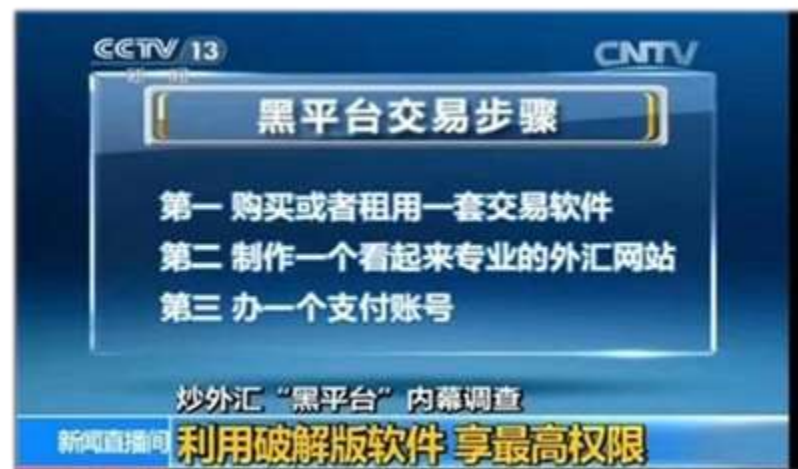 CCTV 13
CNTV
新闻
黑平台交易步骤
第一 购买或者租用一套交易软件
第二 制作一个看起来专业的外汇网站
第三 办一个支付账号
炒外汇“黑平台”内幕调查
新闻直播间
利用破解版软件 享最高权限